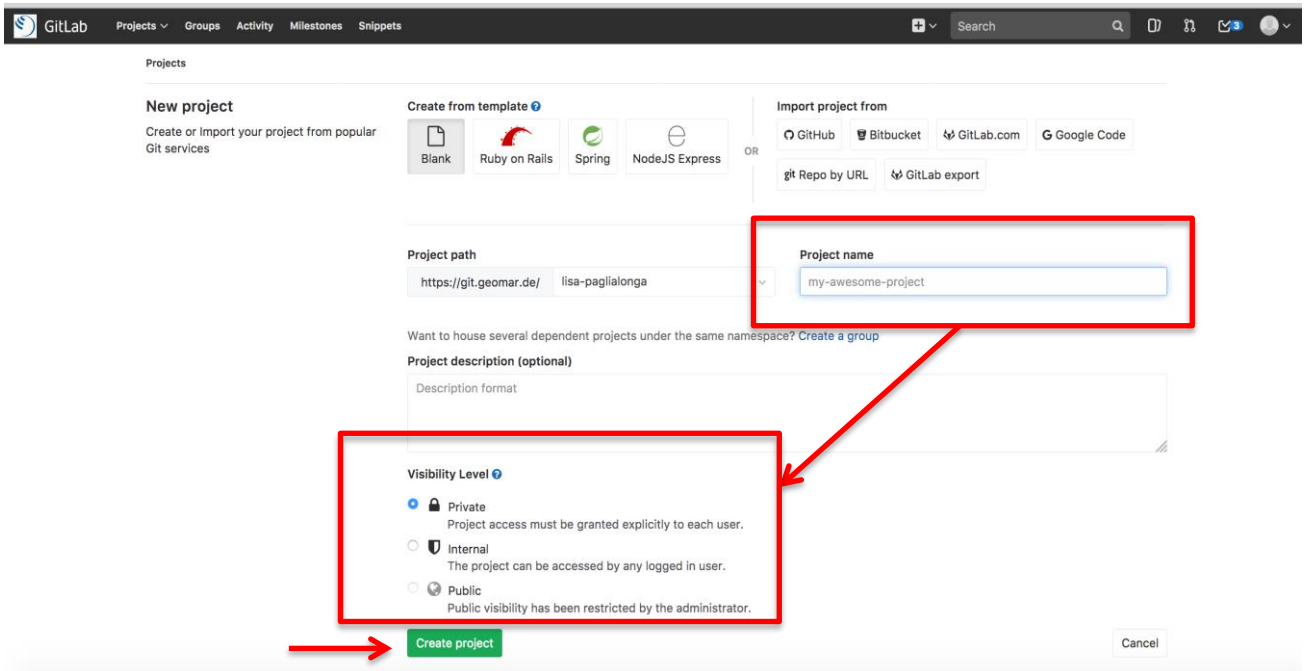 GitLab Projects Groups Activity Milestones Snippets Search 3
Projects
New project
Create or Import your project from popular
Git services
Create from template
Blank Ruby on Rails Spring NodeJS Express
OR
Import project from
GitHub Bitbucket GitLab.com G Google Code
git Repo by URL GitLab export
Project path
https://git.geomar.de/ lisa-paglialonga
Project name
my-awesome-project
Want to house several dependent projects under the same namespace? Create a group
Project description (optional)
Description format
Visibility Level
Private
Project access must be granted explicitly to each user.
Internal
The project can be accessed by any logged in user.
Public
Public visibility has been restricted by the administrator.
Create project Cancel